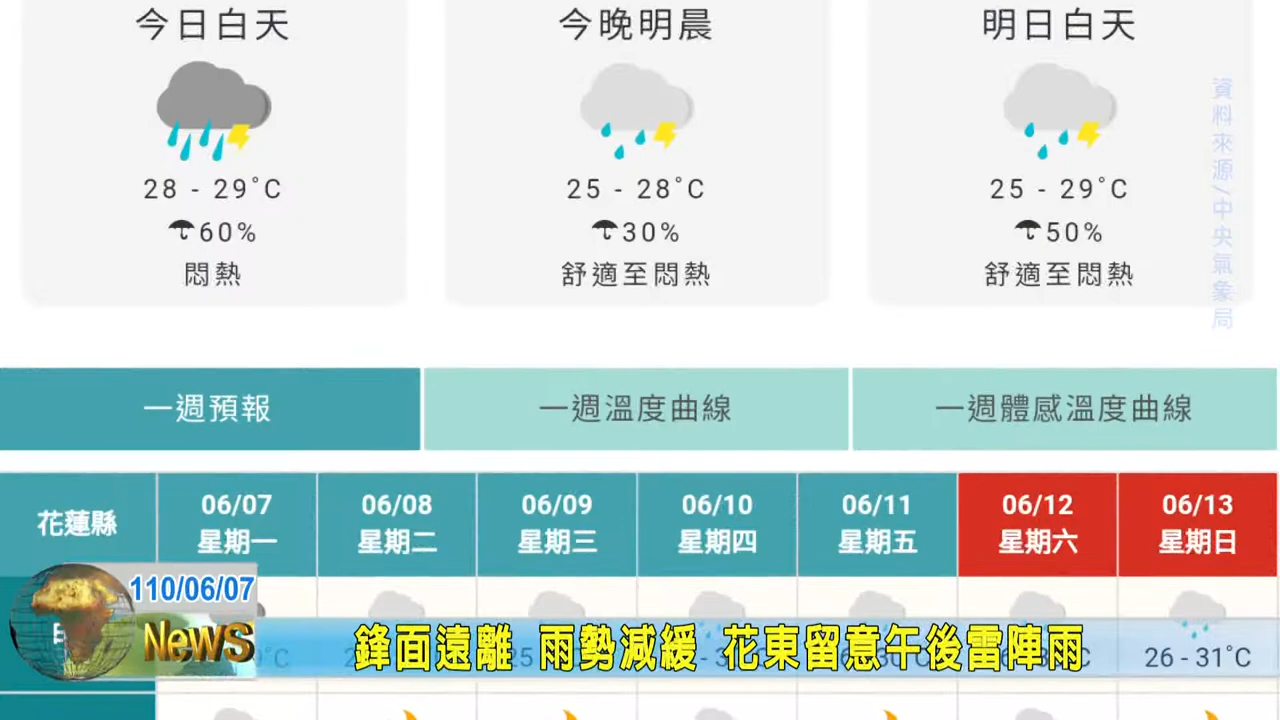 今日白天
今晚明晨
明日白天
28 - 29°C
25 - 28°C
25 - 29°C
60%
30%
50%
悶熱
舒適至悶熱
舒適至悶熱
資料來源/中央氣象局
一週預報
一週溫度曲線
一週體感溫度曲線
花蓮縣
06/07
星期一
06/08
星期二
06/09
星期三
06/10
星期四
06/11
星期五
06/12
星期六
06/13
星期日
110/06/07
NewS
鋒面遠離 雨勢減緩 花東留意午後雷陣雨
26 - 31°C